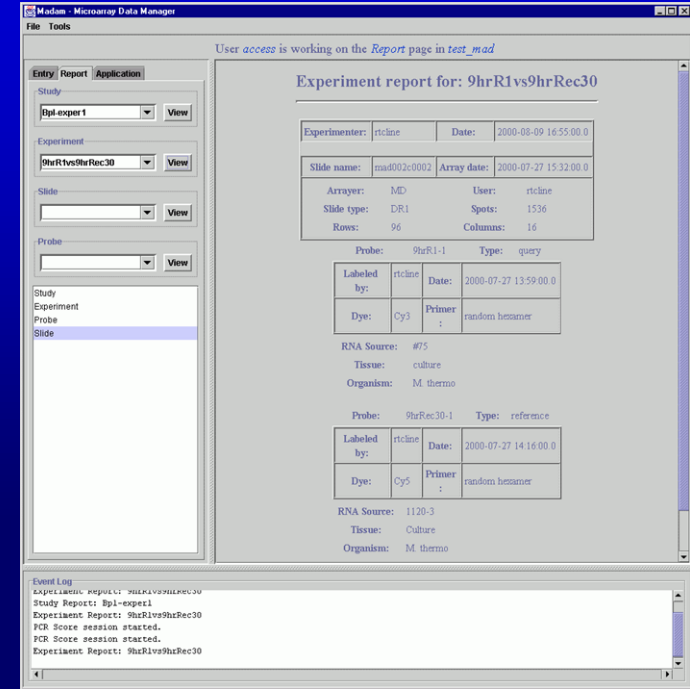 Madam - Microarray Data Manager
File Tools
User access is working on the Report page in test_mad
Entry Report Application
Study
Bpl-exper1 View
Experiment
9hrR1vs9hrRec30 View
Slide
View
Probe
View
Study
Experiment
Probe
Slide
Experiment report for: 9hrR1vs9hrRec30
Experimenter: rtcline Date: 2000-08-09 16:55:00.0
Slide name: mad002c0002 Array date: 2000-07-27 15:32:00.0
Arrayer: MD User: rtcline
Slide type: DR1 Spots: 1536
Rows: 96 Columns: 16
Probe: 9hrR1-1 Type: query
Labeled by: rtcline Date: 2000-07-27 13:59:00.0
Dye: Cy3 Primer : random hexamer
RNA Source: #75
Tissue: culture
Organism: M. thermo
Probe: 9hrRec30-1 Type: reference
Labeled by: rtcline Date: 2000-07-27 14:16:00.0
Dye: Cy5 Primer : random hexamer
RNA Source: 1120-3
Tissue: Culture
Organism: M. thermo
Event Log
Experiment Report: 9hrR1vs9hrRec30
Study Report: Bpl-exper1
Experiment Report: 9hrR1vs9hrRec30
PCR Score session started.
PCR Score session started.
Experiment Report: 9hrR1vs9hrRec30